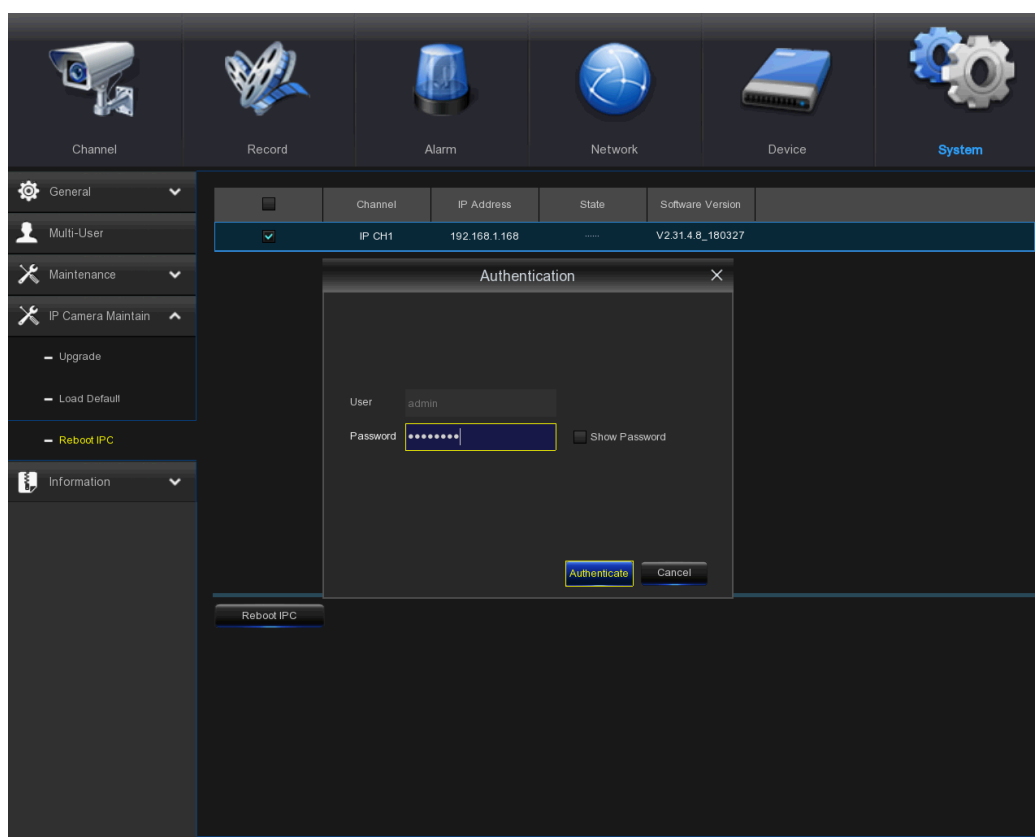 Channel
Record
Alarm
Network
Device
System
General
Multi-User
Maintenance
IP Camera Maintain
Upgrade
Load Default
Reboot IPC
Information
Channel IP Address State Software Version
IP CH1 192.168.1.168 ······ V2.31.4.8_180327
Authentication
User admin
Password •••••••• Show Password
Authenticate Cancel
Reboot IPC